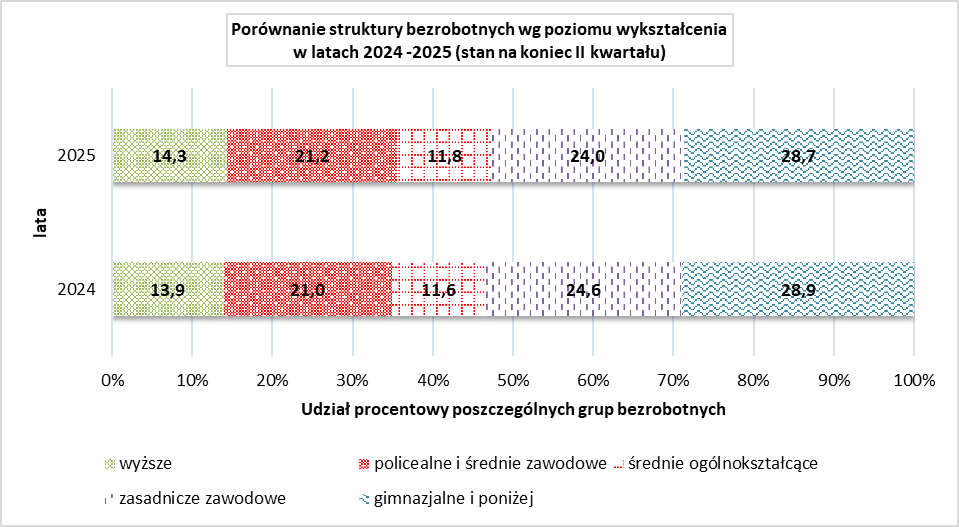 Porównanie struktury bezrobotnych wg poziomu wykształcenia
w latach 2024 -2025 (stan na koniec II kwartału)
2025
14,3
21,2
11,8
24,0
28,7
lata
2024
13,9
21,0
11,6
24,6
28,9
0%
10%
20%
30%
40%
50%
60%
70%
80%
90%
100%
Udział procentowy poszczególnych grup bezrobotnych
wyższe
policealne i średnie zawodowe
średnie ogólnokształcące
zasadnicze zawodowe
gimnazjalne i poniżej